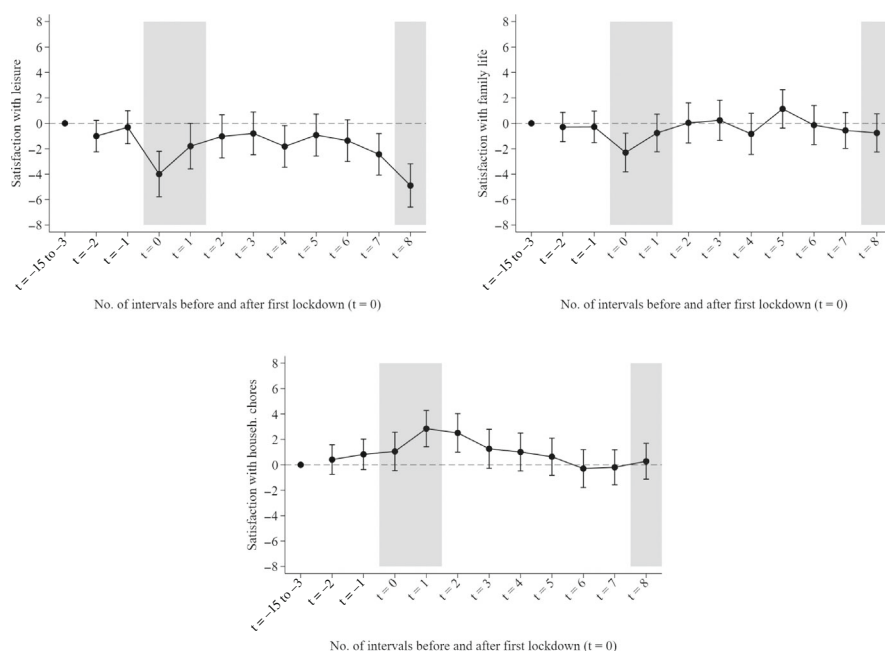 Satisfaction with leisure
8
6
4
2
0
−2
−4
−6
−8
t = −15 to −3
t = −2
t = −1
t = 0
t = 1
t = 2
t = 3
t = 4
t = 5
t = 6
t = 7
t = 8
No. of intervals before and after first lockdown (t = 0)
Satisfaction with family life
8
6
4
2
0
−2
−4
−6
−8
t = −15 to −3
t = −2
t = −1
t = 0
t = 1
t = 2
t = 3
t = 4
t = 5
t = 6
t = 7
t = 8
No. of intervals before and after first lockdown (t = 0)
Satisfaction with househ. chores
8
6
4
2
0
−2
−4
−6
−8
t = −15 to −3
t = −2
t = −1
t = 0
t = 1
t = 2
t = 3
t = 4
t = 5
t = 6
t = 7
t = 8
No. of intervals before and after first lockdown (t = 0)